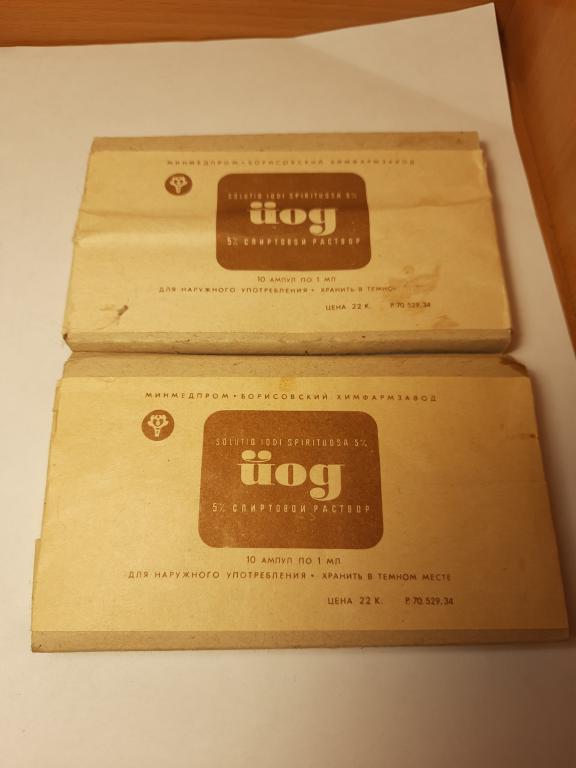 МИНМЕДПРОМ • БОРИСОВСКИЙ ХИМФАРМЗАВОД
SOLUTIO IODI SPIRITUOSA 5%
йод
5% СПИРТОВОЙ РАСТВОР
10 АМПУЛ ПО 1 МЛ
ДЛЯ НАРУЖНОГО УПОТРЕБЛЕНИЯ • ХРАНИТЬ В ТЕМНО
ЦЕНА 22 К. Р. 70.529.34
МИНМЕДПРОМ • БОРИСОВСКИЙ ХИМФАРМЗАВОД
SOLUTIO IODI SPIRITUOSA 5%
йод
5% СПИРТОВОЙ РАСТВОР
10 АМПУЛ ПО 1 МЛ
ДЛЯ НАРУЖНОГО УПОТРЕБЛЕНИЯ • ХРАНИТЬ В ТЕМНОМ МЕСТЕ
ЦЕНА 22 К. Р. 70.529.34